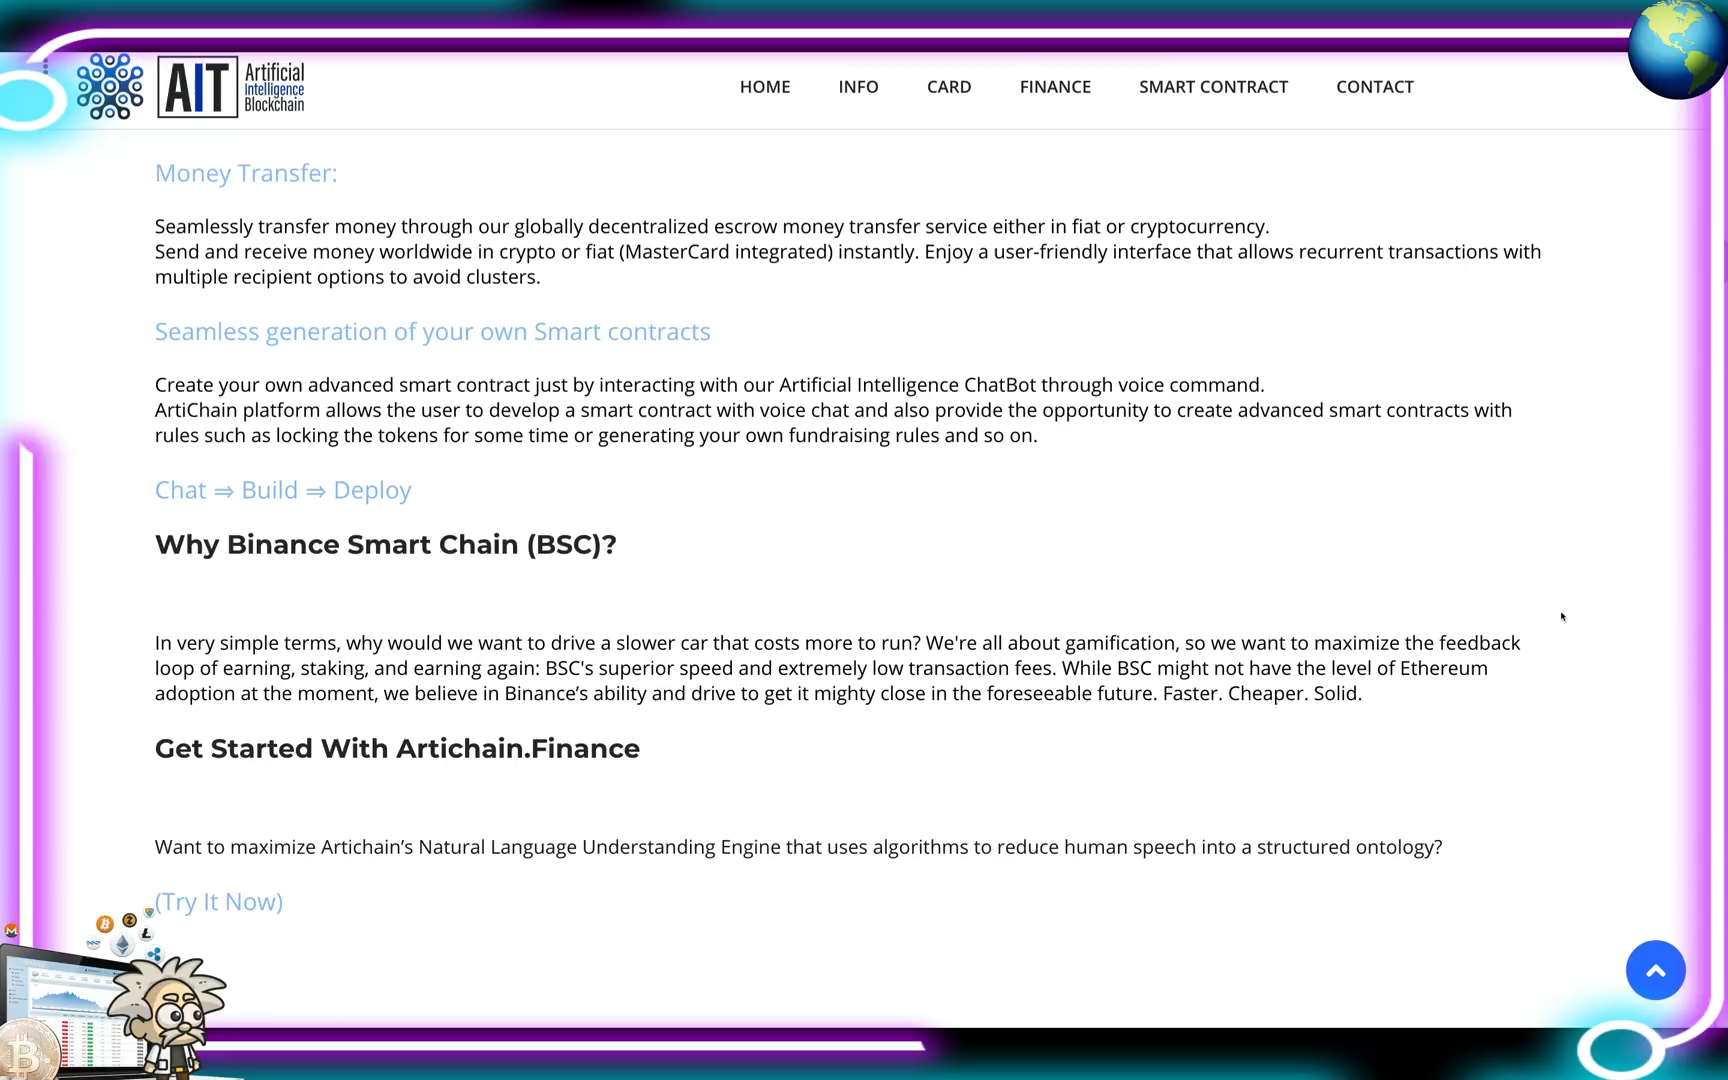 AIT Artificial Intelligence Blockchain
HOME INFO CARD FINANCE SMART CONTRACT CONTACT
Money Transfer:
Seamlessly transfer money through our globally decentralized escrow money transfer service either in fiat or cryptocurrency.
Send and receive money worldwide in crypto or fiat (MasterCard integrated) instantly. Enjoy a user-friendly interface that allows recurrent transactions with
multiple recipient options to avoid clusters.
Seamless generation of your own Smart contracts
Create your own advanced smart contract just by interacting with our Artificial Intelligence ChatBot through voice command.
ArtiChain platform allows the user to develop a smart contract with voice chat and also provide the opportunity to create advanced smart contracts with
rules such as locking the tokens for some time or generating your own fundraising rules and so on.
Chat ⇒ Build ⇒ Deploy
Why Binance Smart Chain (BSC)?
In very simple terms, why would we want to drive a slower car that costs more to run? We're all about gamification, so we want to maximize the feedback
loop of earning, staking, and earning again: BSC's superior speed and extremely low transaction fees. While BSC might not have the level of Ethereum
adoption at the moment, we believe in Binance’s ability and drive to get it mighty close in the foreseeable future. Faster. Cheaper. Solid.
Get Started With Artichain.Finance
Want to maximize Artichain’s Natural Language Understanding Engine that uses algorithms to reduce human speech into a structured ontology?
(Try It Now)